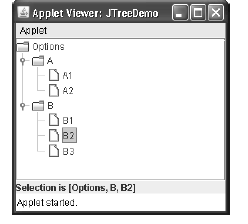 Applet Viewer: JTreeDemo
Applet
Options
A
A1
A2
B
B1
B2
B3
Selection is [Options, B, B2]
Applet started.